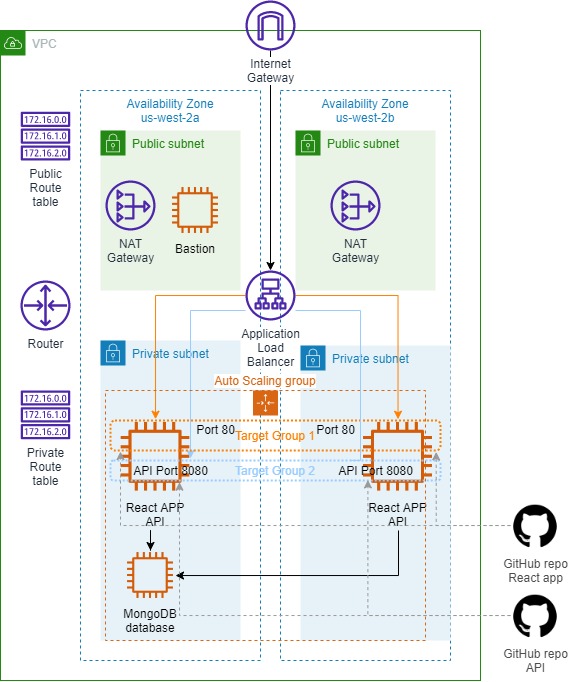 VPC
Internet
Gateway
Availability Zone
us-west-2a
Availability Zone
us-west-2b
172.16.0.0
172.16.1.0
172.16.2.0
Public
Route
table
Public subnet
Public subnet
NAT
Gateway
Bastion
NAT
Gateway
Router
Application
Load
Balancer
Private subnet
Private subnet
Auto Scaling group
172.16.0.0
172.16.1.0
172.16.2.0
Private
Route
table
Port 80
Target Group 1
Port 80
API Port 8080
Target Group 2
API Port 8080
React APP
API
React APP
API
MongoDB
database
GitHub repo
React app
GitHub repo
API